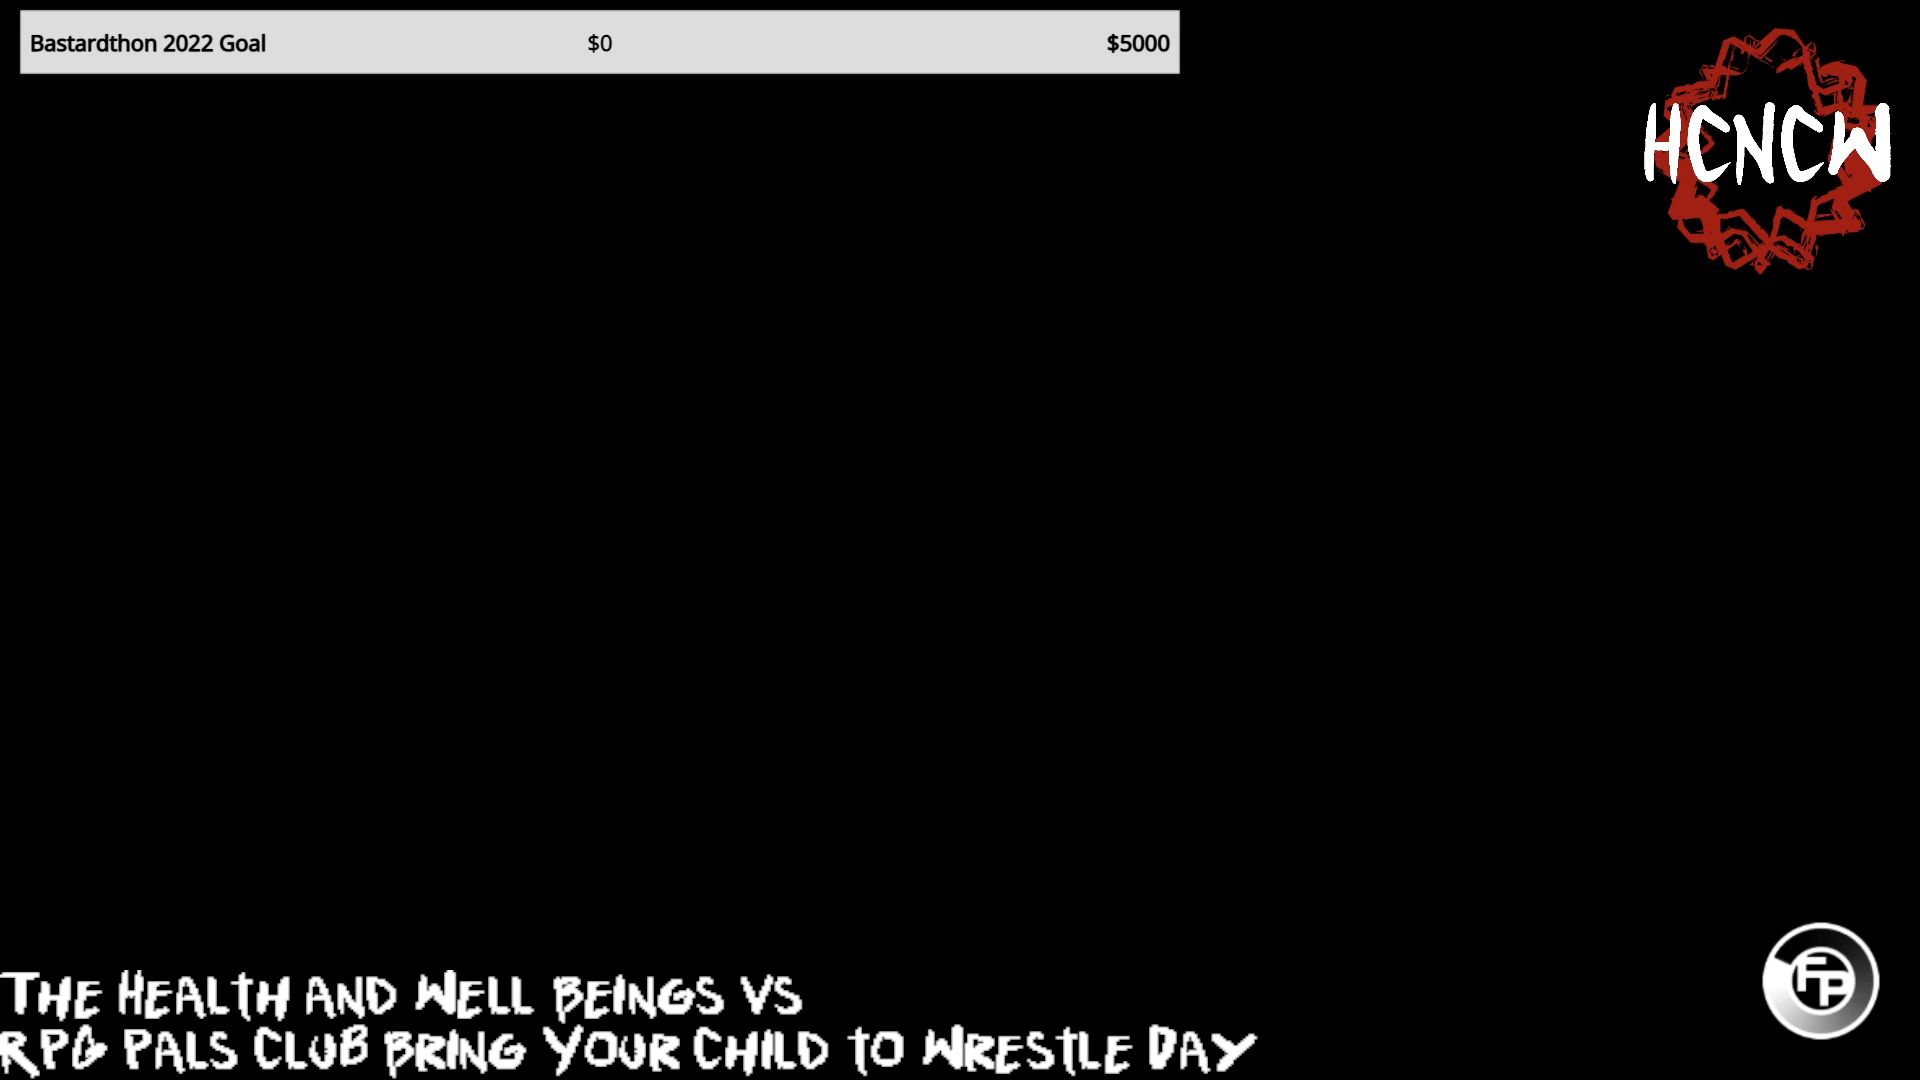 Bastardthon 2022 Goal $0 $5000
HCNCW
The Health and Well Beings vs
RPG Pals Club Bring Your Child to Wrestle Day
FP